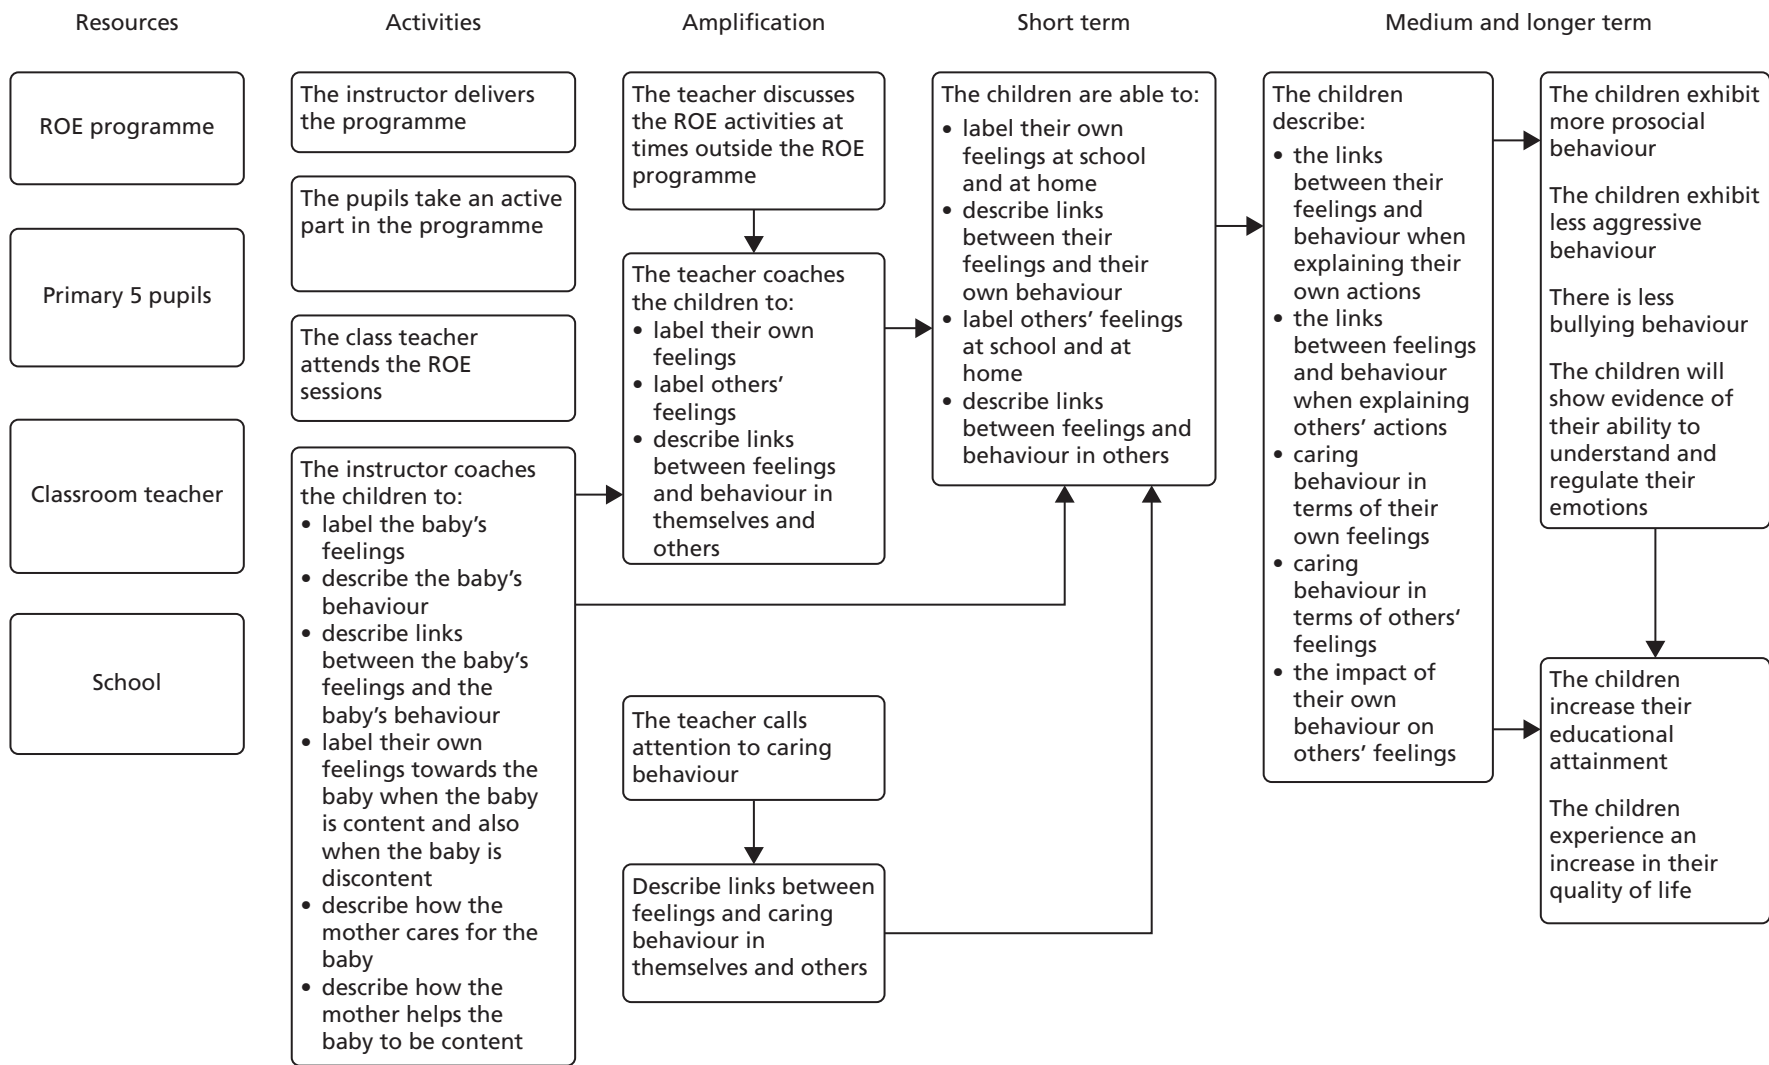 Resources
Activities
Amplification
Short term
Medium and longer term
ROE programme
Primary 5 pupils
Classroom teacher
School
The instructor delivers
the programme
The pupils take an active
part in the programme
The class teacher
attends the ROE
sessions
The instructor coaches
the children to:
• label the baby’s
feelings
• describe the baby’s
behaviour
• describe links
between the baby’s
feelings and the
baby’s behaviour
• label their own
feelings towards the
baby when the baby
is content and also
when the baby is
discontent
• describe how the
mother cares for the
baby
• describe how the
mother helps the
baby to be content
The teacher discusses
the ROE activities at
times outside the ROE
programme
The teacher coaches
the children to:
• label their own
feelings
• label others’
feelings
• describe links
between feelings
and behaviour in
themselves and
others
The teacher calls
attention to caring
behaviour
Describe links between
feelings and caring
behaviour in
themselves and others
The children are able to:
• label their own
feelings at school
and at home
• describe links
between their
feelings and their
own behaviour
• label others’ feelings
at school and at
home
• describe links
between feelings and
behaviour in others
The children
describe:
• the links
between their
feelings and
behaviour when
explaining their
own actions
• the links
between feelings
and behaviour
when explaining
others’ actions
• caring
behaviour in
terms of their
own feelings
• caring
behaviour in
terms of others‘
feelings
• the impact of
their own
behaviour on
others’ feelings
The children exhibit
more prosocial
behaviour
The children exhibit
less aggressive
behaviour
There is less
bullying behaviour
The children will
show evidence of
their ability to
understand and
regulate their
emotions
The children
increase their
educational
attainment
The children
experience an
increase in their
quality of life